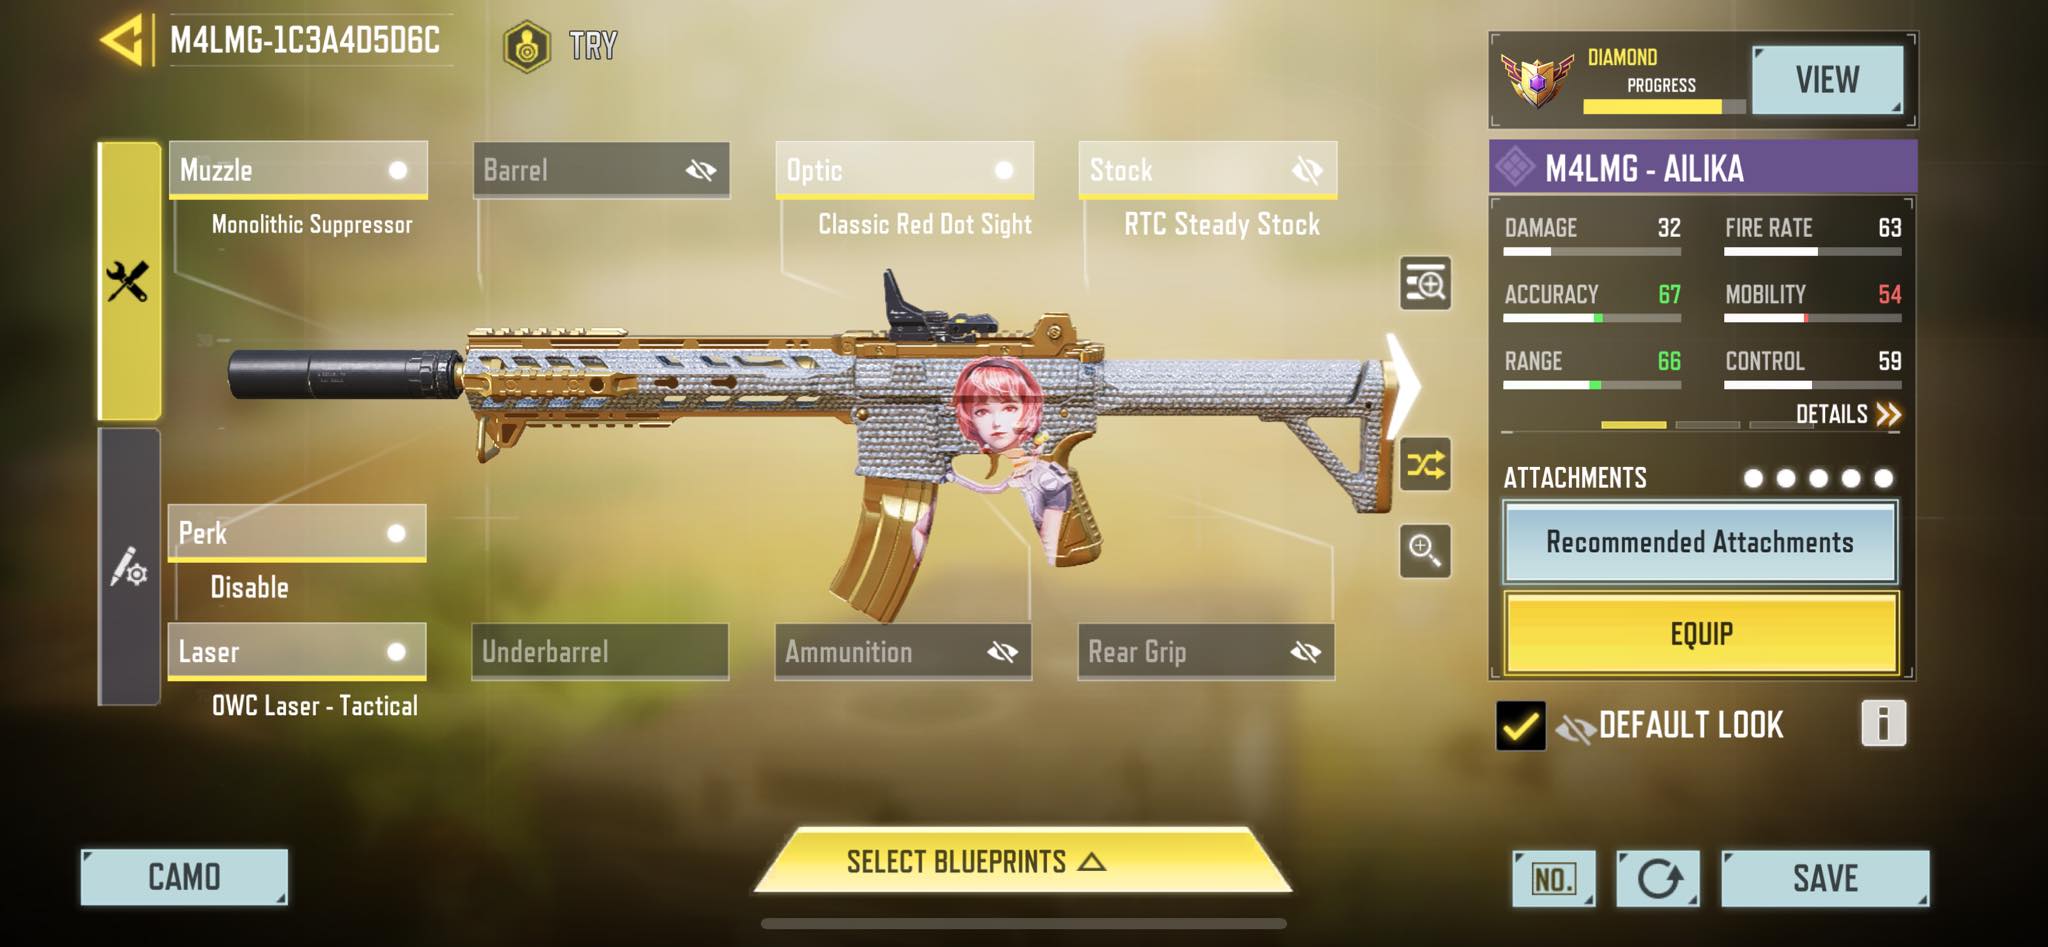 M4LMG-1C3A4D5D6C
TRY
DIAMOND
PROGRESS
VIEW
Muzzle
Monolithic Suppressor
Barrel
Optic
Classic Red Dot Sight
Stock
RTC Steady Stock
M4LMG - AILIKA
DAMAGE 32
FIRE RATE 63
ACCURACY 67
MOBILITY 54
RANGE 66
CONTROL 59
DETAILS
ATTACHMENTS
Recommended Attachments
EQUIP
Perk
Disable
Laser
OWC Laser - Tactical
Underbarrel
Ammunition
Rear Grip
DEFAULT LOOK
i
CAMO
SELECT BLUEPRINTS
NO.
SAVE